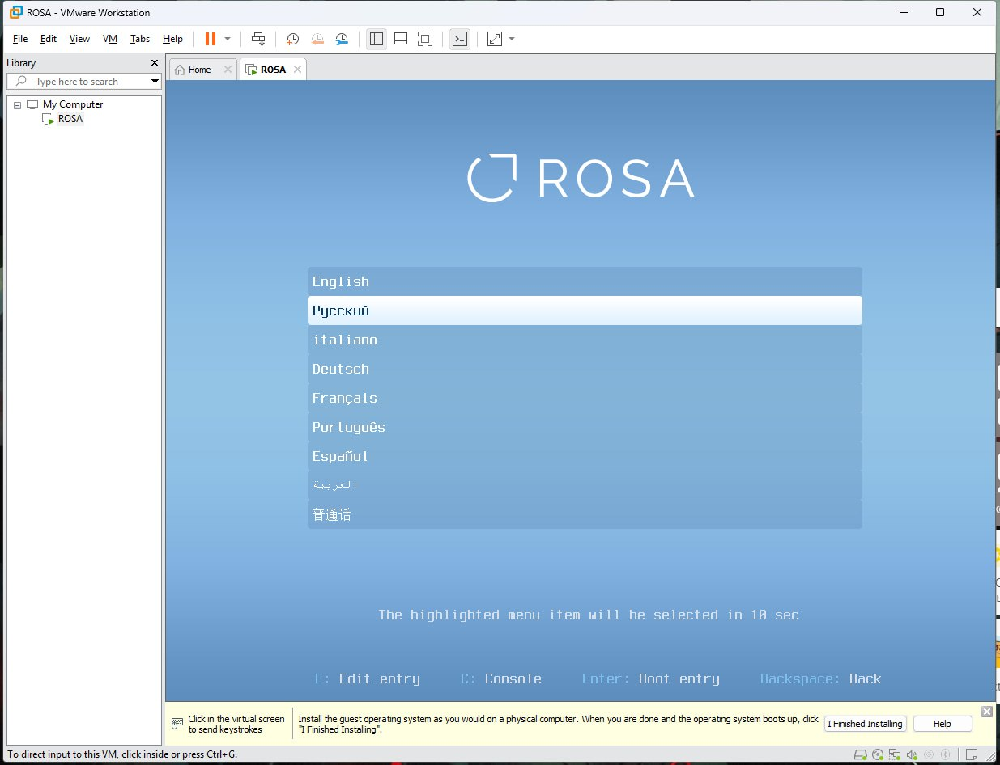 ROSA - VMware Workstation
File Edit View VM Tabs Help
Library
Type here to search
My Computer
ROSA
Home
ROSA
ROSA
English
Русский
italiano
Deutsch
Français
Português
Español
العربية
普通话
The highlighted menu item will be selected in 10 sec
E: Edit entry C: Console Enter: Boot entry Backspace: Back
Click in the virtual screen
to send keystrokes
Install the guest operating system as you would on a physical computer. When you are done and the operating system boots up, click
"I Finished Installing".
I Finished Installing
Help
To direct input to this VM, click inside or press Ctrl+G.